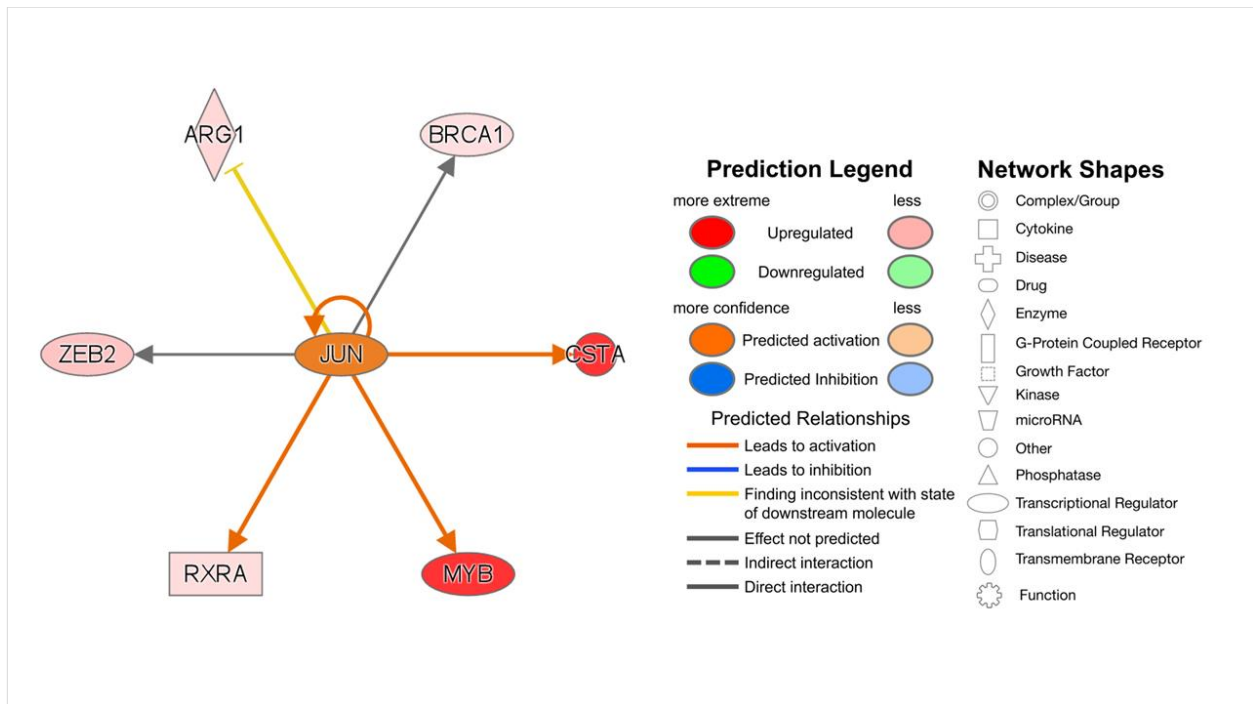 ARG1
BRCA1
ZEB2
JUN
CSTA
RXRA
MYB
Prediction Legend
more extreme less
Upregulated
Downregulated
more confidence less
Predicted activation
Predicted Inhibition
Predicted Relationships
Leads to activation
Leads to inhibition
Finding inconsistent with state
of downstream molecule
Effect not predicted
Indirect interaction
Direct interaction
Network Shapes
Complex/Group
Cytokine
Disease
Drug
Enzyme
G-Protein Coupled Receptor
Growth Factor
Kinase
microRNA
Other
Phosphatase
Transcriptional Regulator
Translational Regulator
Transmembrane Receptor
Function